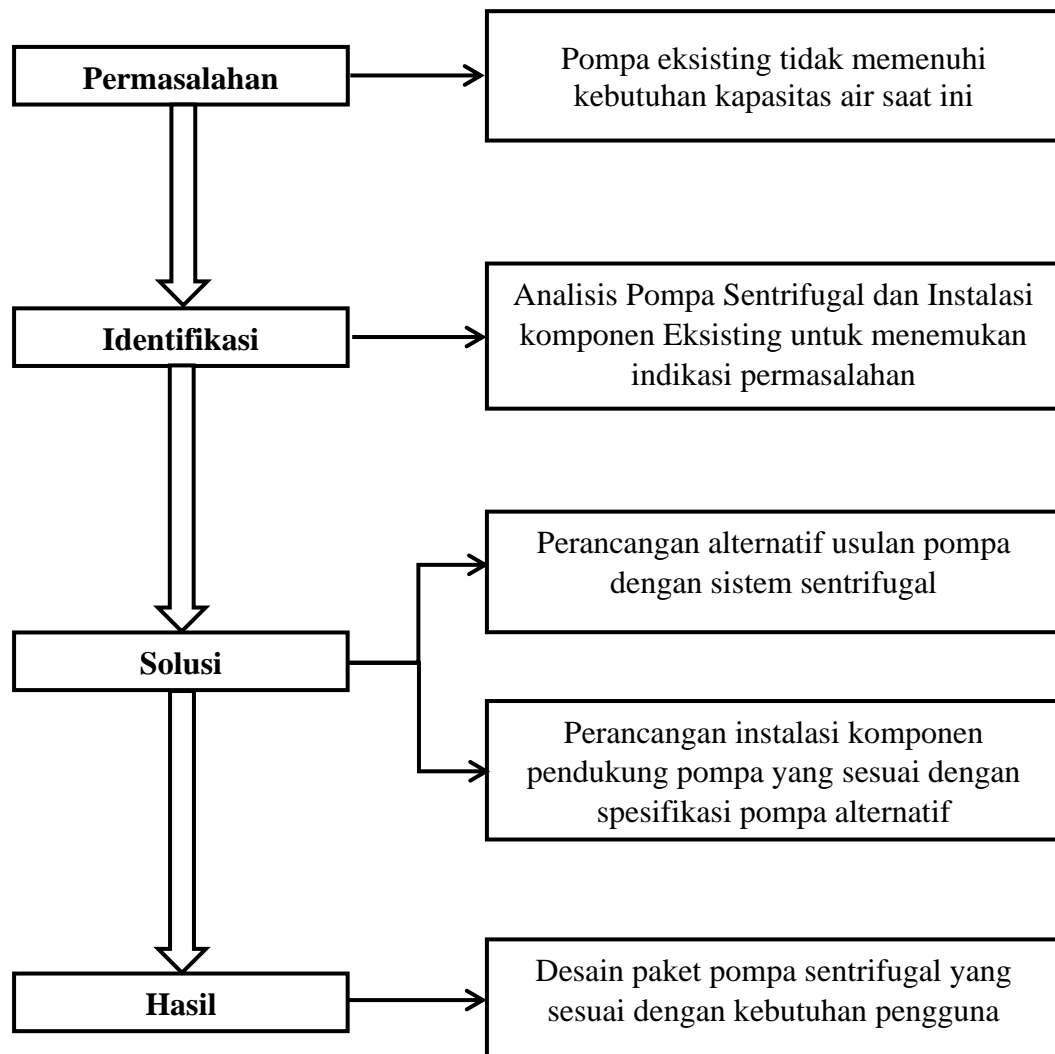 Permasalahan
Pompa eksisting tidak memenuhi
kebutuhan kapasitas air saat ini
Identifikasi
Analisis Pompa Sentrifugal dan Instalasi
komponen Eksisting untuk menemukan
indikasi permasalahan
Solusi
Perancangan alternatif usulan pompa
dengan sistem sentrifugal
Perancangan instalasi komponen
pendukung pompa yang sesuai dengan
spesifikasi pompa alternatif
Hasil
Desain paket pompa sentrifugal yang
sesuai dengan kebutuhan pengguna